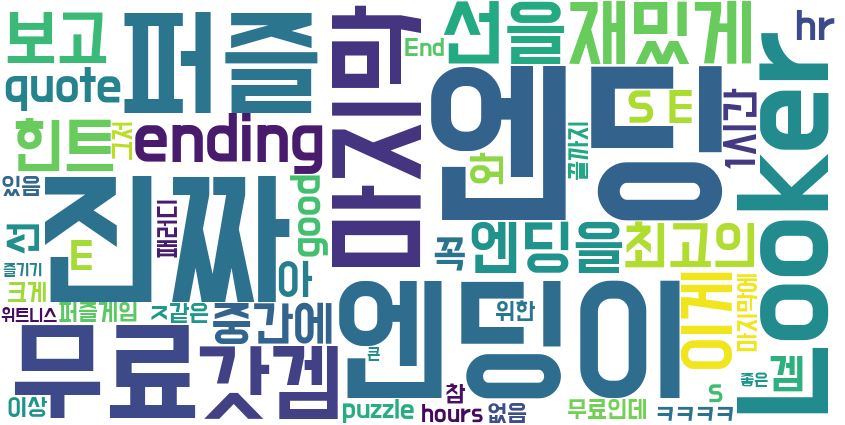 보고
퍼즐
마지막
선을
재밌게
hr
quote
End
엔딩
S E
Looker
힌트
그저
ending
와
끝까지
1시간
있음
진짜
패러디
good
선
E
꼭
엔딩을
최고의
즐기기
크게
아
엔딩이
위한
이게
마지막에
위트니스
퍼즐게임
ㅈ같은
중간에
큰
좋은
겜
무료
갓겜
참
s
이상
puzzle
hours
없음
무료인데
ㅋㅋㅋㅋ